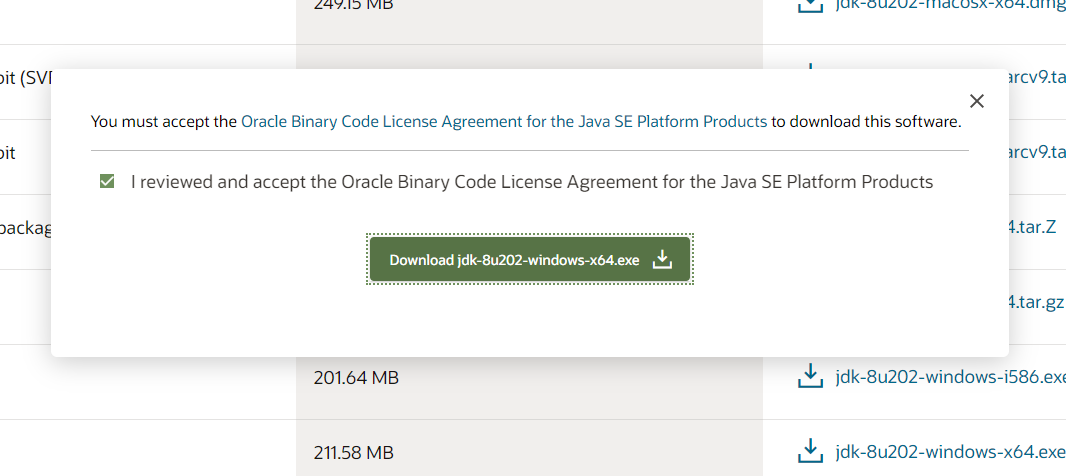 249.15 MB
jdk-8u202-macosx-x64.dmg
bit (SVR
arcv9.ta
You must accept the Oracle Binary Code License Agreement for the Java SE Platform Products to download this software.
bit
arcv9.ta
I reviewed and accept the Oracle Binary Code License Agreement for the Java SE Platform Products
packag
4.tar.Z
Download jdk-8u202-windows-x64.exe
4.tar.gz
201.64 MB
jdk-8u202-windows-i586.exe
211.58 MB
jdk-8u202-windows-x64.exe